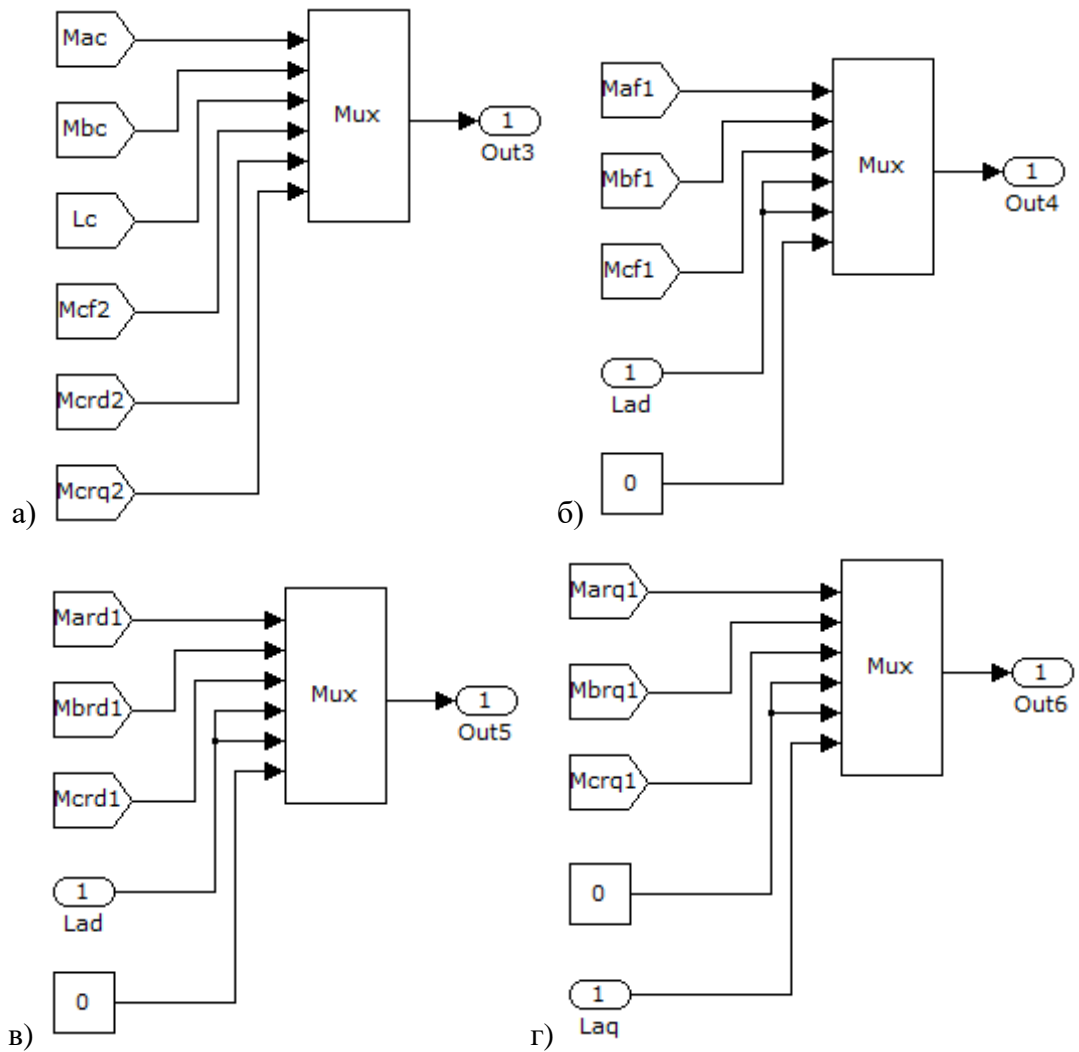 Mac
Mbc
Lc
Mcf2
Mcrd2
Mcrq2
Mux
1
Out3
а)
Maf1
Mbf1
Mcf1
1
Lad
0
Mux
1
Out4
б)
Mard1
Mbrd1
Mcrd1
1
Lad
0
Mux
1
Out5
в)
Marq1
Mbrq1
Mcrq1
0
1
Laq
Mux
1
Out6
г)